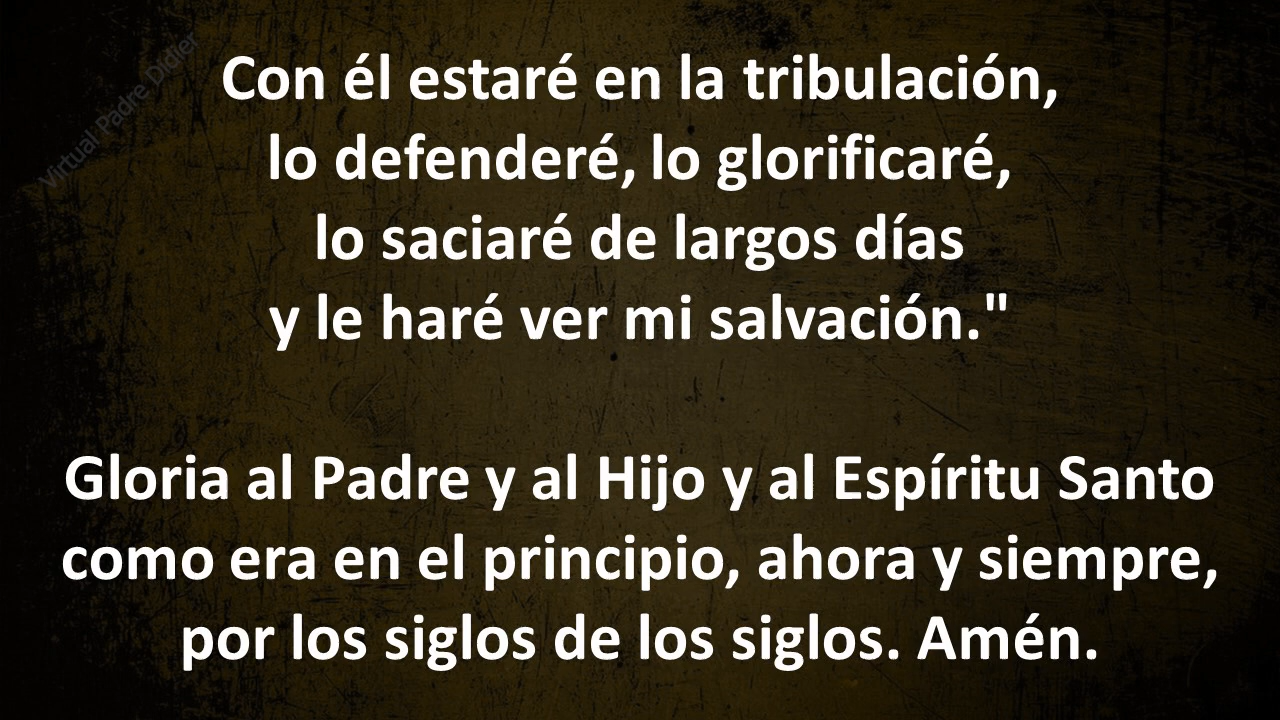 Virtual Padre Didier
Con él estaré en la tribulación,
lo defenderé, lo glorificaré,
lo saciaré de largos días
y le haré ver mi salvación."
Gloria al Padre y al Hijo y al Espíritu Santo
como era en el principio, ahora y siempre,
por los siglos de los siglos. Amén.